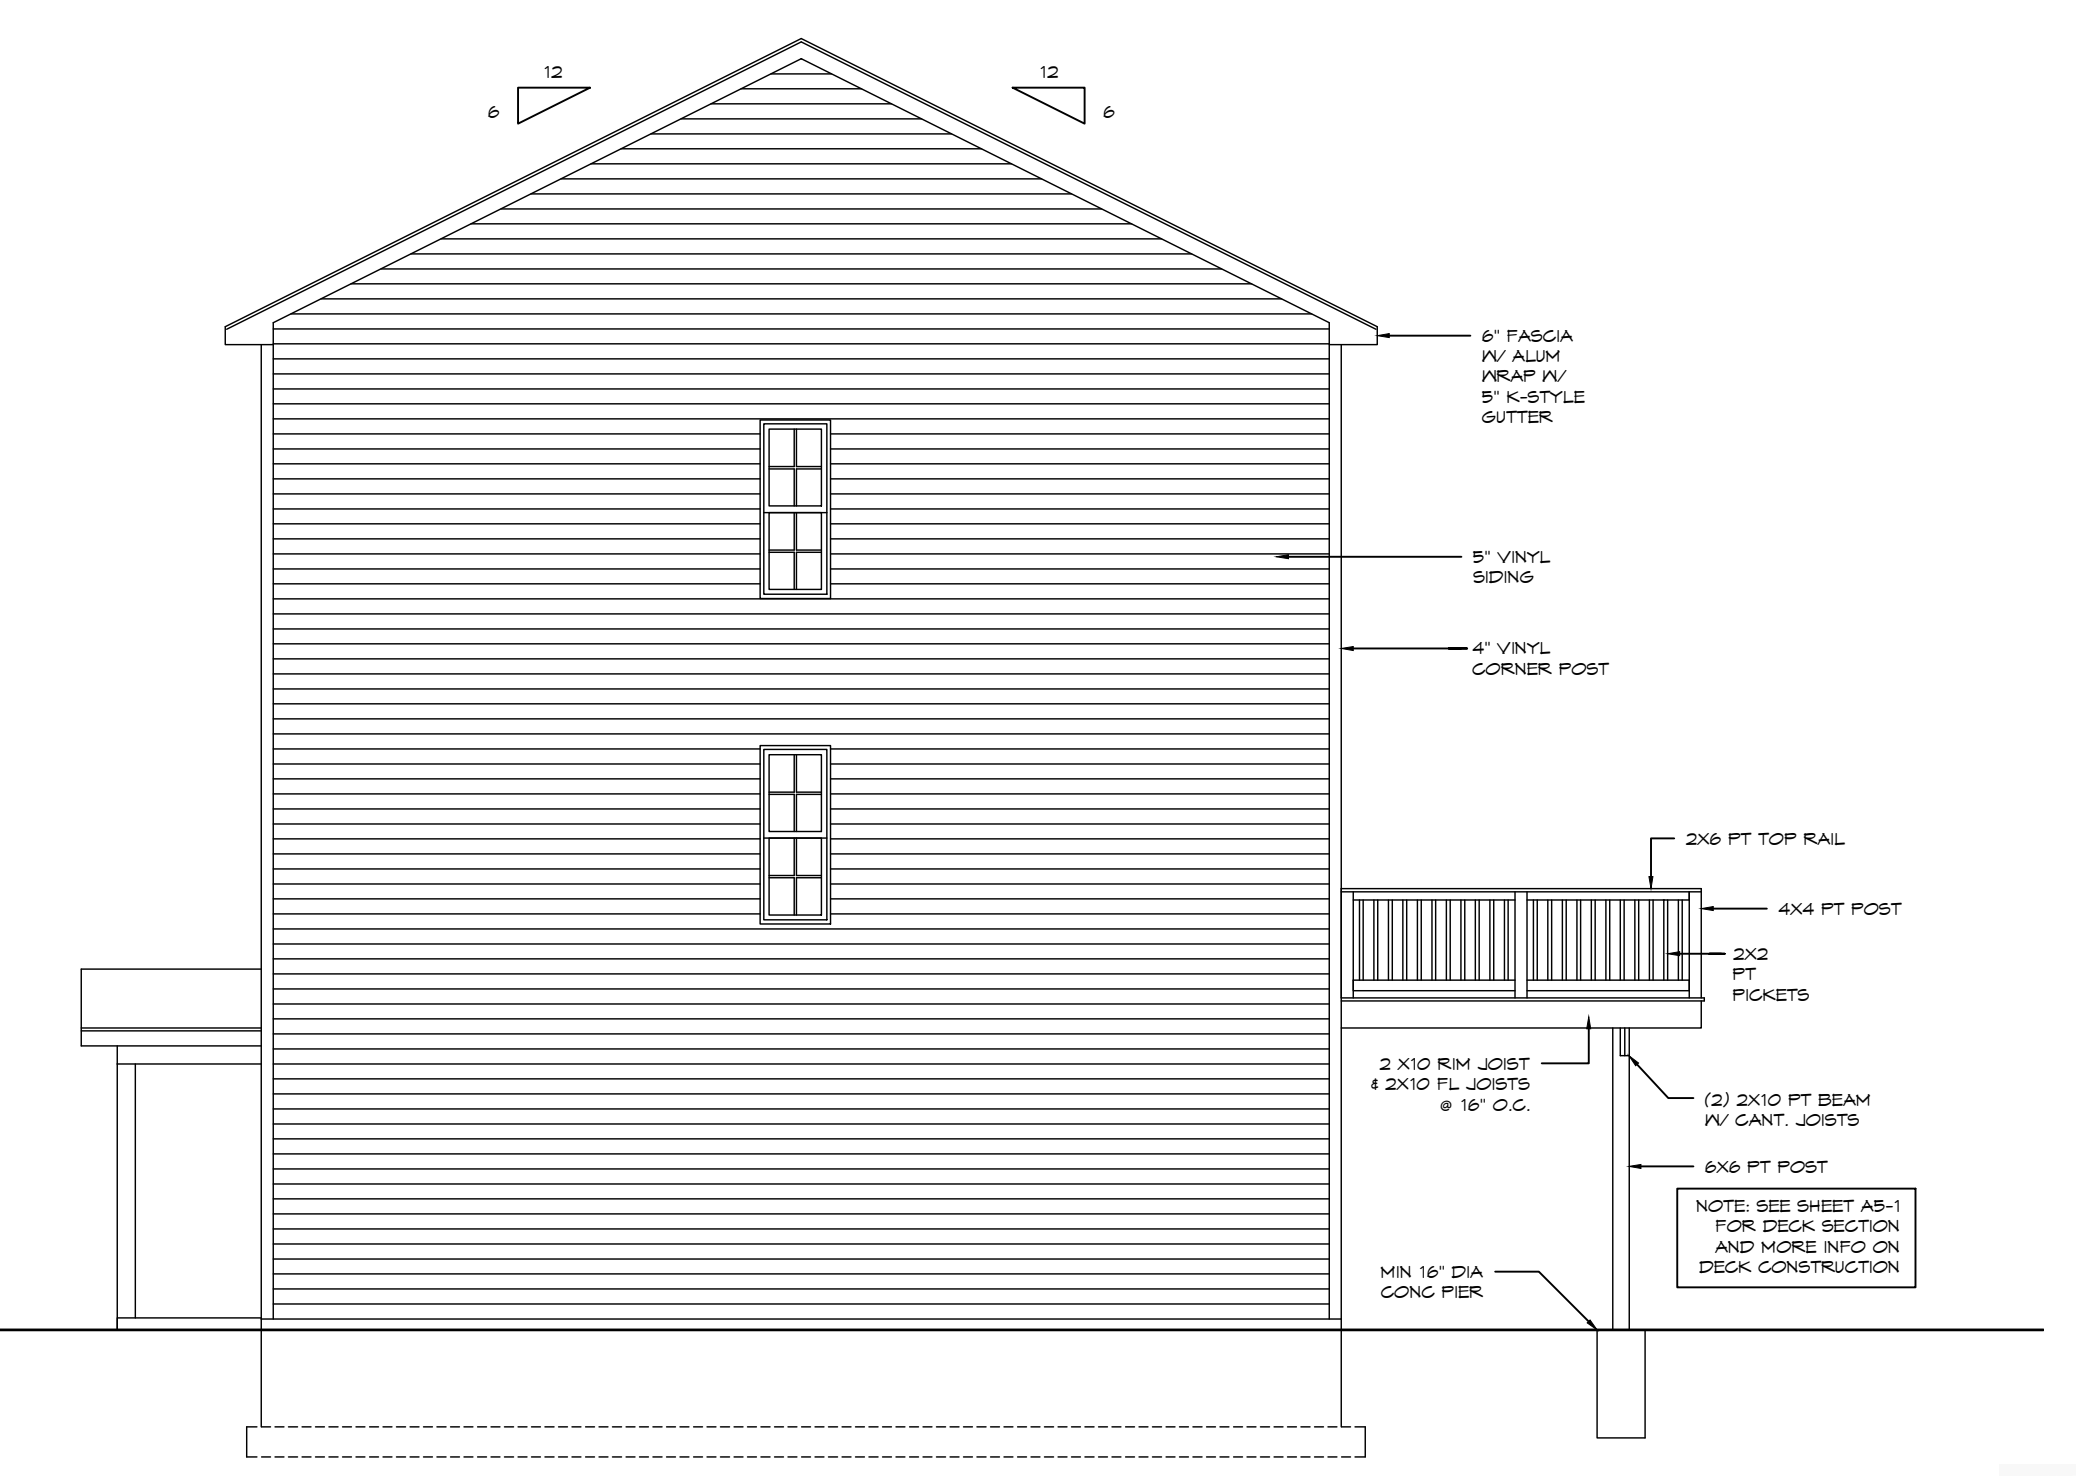 12
6
12
6
6" FASCIA
W/ ALUM
WRAP W/
5" K-STYLE
GUTTER
5" VINYL
SIDING
4" VINYL
CORNER POST
2X6 PT TOP RAIL
4X4 PT POST
2X2
PT
PICKETS
2 X10 RIM JOIST
& 2X10 FL JOISTS
@ 16" O.C.
(2) 2X10 PT BEAM
W/ CANT. JOISTS
6X6 PT POST
NOTE: SEE SHEET A5-1
FOR DECK SECTION
AND MORE INFO ON
DECK CONSTRUCTION
MIN 16" DIA
CONC PIER